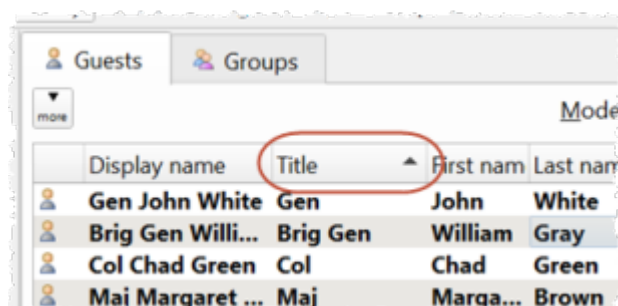 Guests Groups
more Mode
Display name Title First nam Last nam
Gen John White Gen John White
Brig Gen Willi... Brig Gen William Gray
Col Chad Green Col Chad Green
Maj Margaret ... Maj Marga... Brown